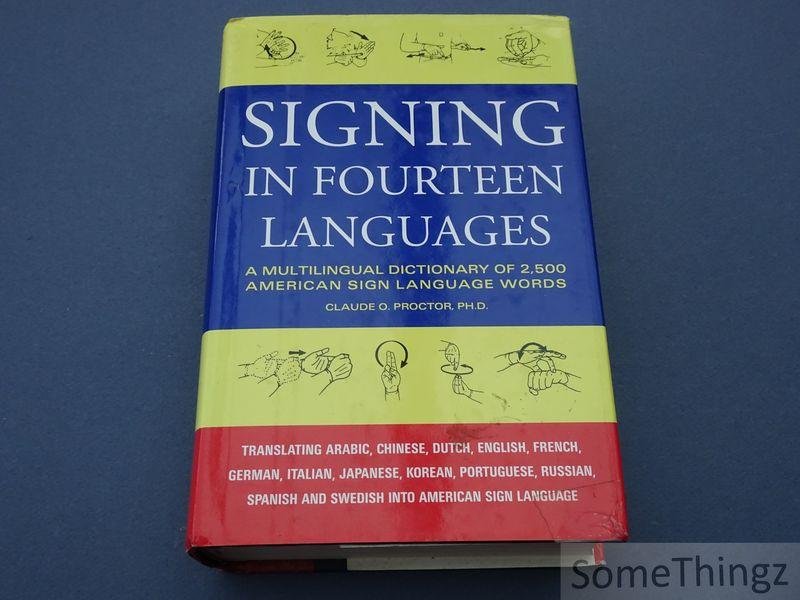 SIGNING
IN FOURTEEN
LANGUAGES
A MULTILINGUAL DICTIONARY OF 2,500
AMERICAN SIGN LANGUAGE WORDS
CLAUDE O. PROCTOR, PH.D.
TRANSLATING ARABIC, CHINESE, DUTCH, ENGLISH, FRENCH,
GERMAN, ITALIAN, JAPANESE, KOREAN, PORTUGUESE, RUSSIAN,
SPANISH AND SWEDISH INTO AMERICAN SIGN LANGUAGE
SomeThingz